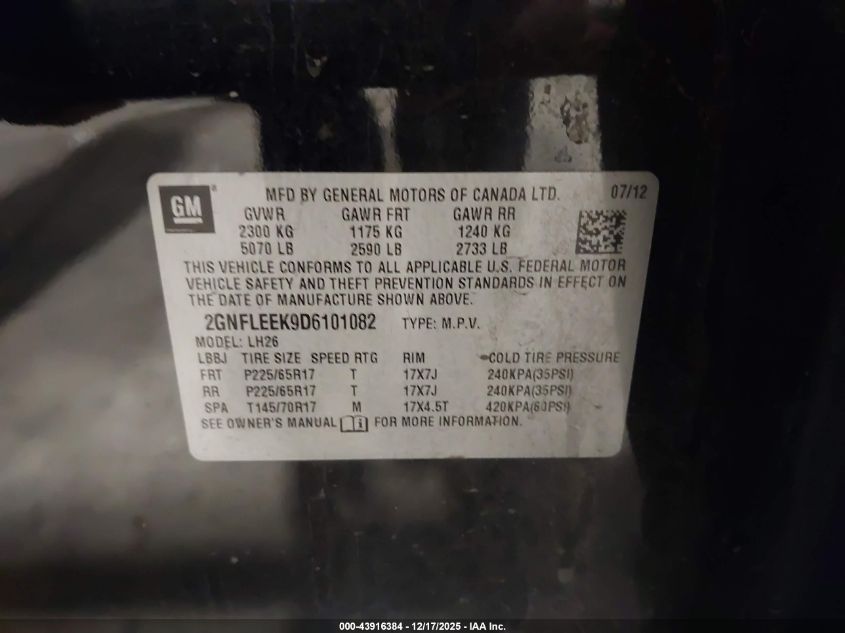 GM
MFD BY GENERAL MOTORS OF CANADA LTD. 07/12
GVWR GAWR FRT GAWR RR
2300 KG 1175 KG 1240 KG
5070 LB 2590 LB 2733 LB
THIS VEHICLE CONFORMS TO ALL APPLICABLE U.S. FEDERAL MOTOR
VEHICLE SAFETY AND THEFT PREVENTION STANDARDS IN EFFECT ON
THE DATE OF MANUFACTURE SHOWN ABOVE.
2GNFLEEK9D6101082 TYPE: M.P.V.
MODEL: LH26
LBBJ TIRE SIZE SPEED RTG RIM COLD TIRE PRESSURE
FRT P225/65R17 T 17X7J 240KPA(35PSI)
RR P225/65R17 T 17X7J 240KPA(35PSI)
SPA T145/70R17 M 17X4.5T 420KPA(60PSI)
SEE OWNER'S MANUAL FOR MORE INFORMATION.
000-43916384 - 12/17/2025 - IAA Inc.